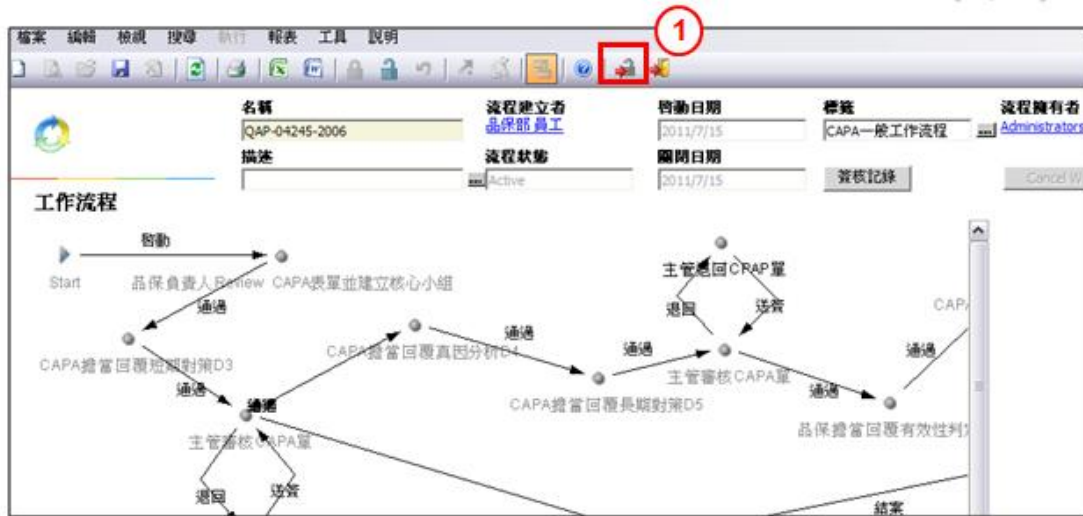 1
檔案 編輯 檢視 搜尋 執行 報表 工具 說明
名稱 流程建立者 啟動日期 標籤 流程擁有者
QAP-04245-2006 品保部 員工 2011/7/15 CAPA一般工作流程 ... Administrators
描述 流程狀態 關閉日期
... Active 2011/7/15 簽核記錄 Cancel W
工作流程
啟動
Start
品保負責人Review CAPA表單並建立核心小組
主管退回CPAP單
通過
退回 送簽
CAPA
CAPA擔當回覆短期對策D3
CAPA擔當回覆真因分析D4
通過 通過 通過
主管審核CAPA單
通過 通過 通過
CAPA擔當回覆長期對策D5
品保擔當回覆有效性判定
主管審核CAPA單
退回 送簽
結案